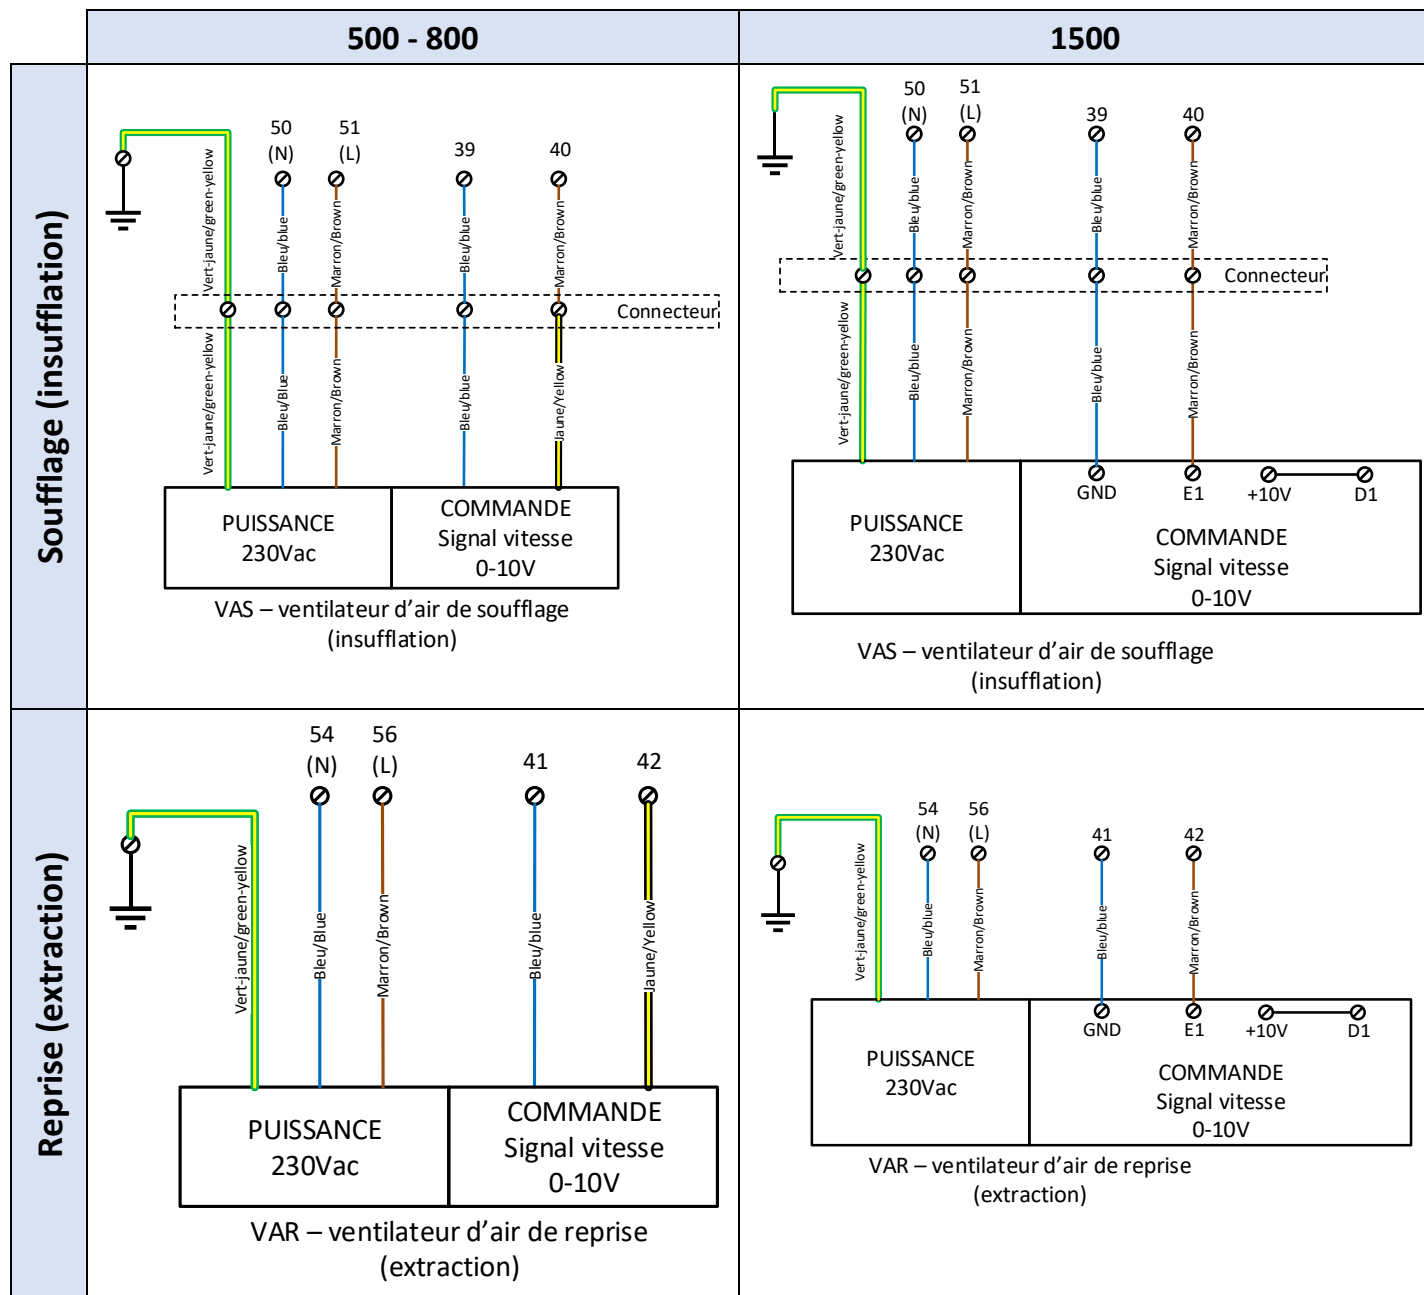 500 - 800
1500
Soufflage (insufflation)
50
(N)
51
(L)
39
40
Vert-jaune/green-yellow
Bleu/blue
Marron/Brown
Bleu/blue
Marron/Brown
Connecteur
Vert-jaune/green-yellow
Bleu/Blue
Marron/Brown
Bleu/blue
Jaune/Yellow
PUISSANCE
230Vac
COMMANDE
Signal vitesse
0-10V
VAS – ventilateur d’air de soufflage
(insufflation)
50
(N)
51
(L)
39
40
Vert-jaune/green-yellow
Bleu/blue
Marron/Brown
Bleu/blue
Marron/Brown
Connecteur
Vert-jaune/green-yellow
Bleu/blue
Marron/Brown
Bleu/blue
Marron/Brown
GND
E1
+10V
D1
PUISSANCE
230Vac
COMMANDE
Signal vitesse
0-10V
VAS – ventilateur d’air de soufflage
(insufflation)
Reprise (extraction)
54
(N)
56
(L)
41
42
Vert-jaune/green-yellow
Bleu/Blue
Marron/Brown
Bleu/blue
Jaune/Yellow
PUISSANCE
230Vac
COMMANDE
Signal vitesse
0-10V
VAR – ventilateur d’air de reprise
(extraction)
54
(N)
56
(L)
41
42
Vert-jaune/green-yellow
Bleu/blue
Marron/Brown
Bleu/blue
Marron/Brown
GND
E1
+10V
D1
PUISSANCE
230Vac
COMMANDE
Signal vitesse
0-10V
VAR – ventilateur d’air de reprise
(extraction)